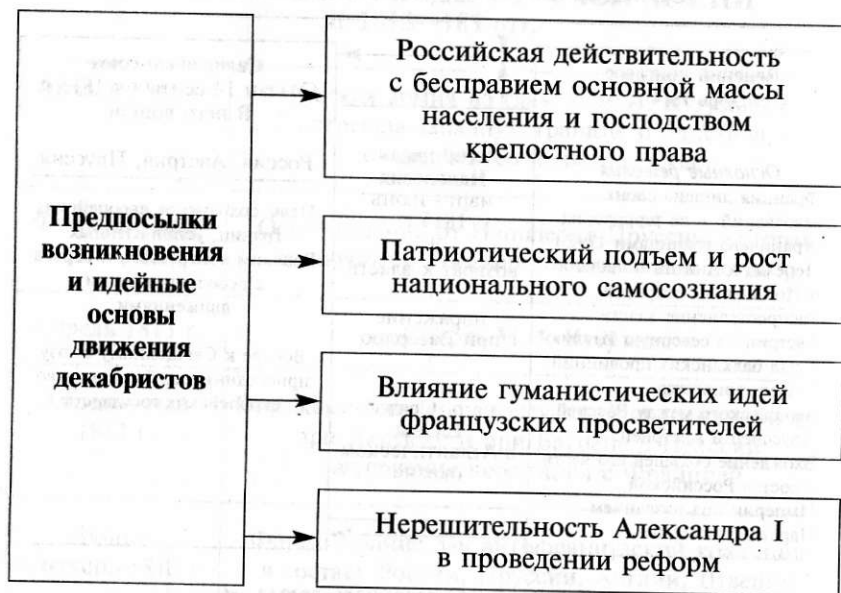 Предпосылки
возникновения
и идейные
основы
движения
декабристов
Российская действительность
с бесправием основной массы
населения и господством
крепостного права
Патриотический подъем и рост
национального самосознания
Влияние гуманистических идей
французских просветителей
Нерешительность Александра I
в проведении реформ